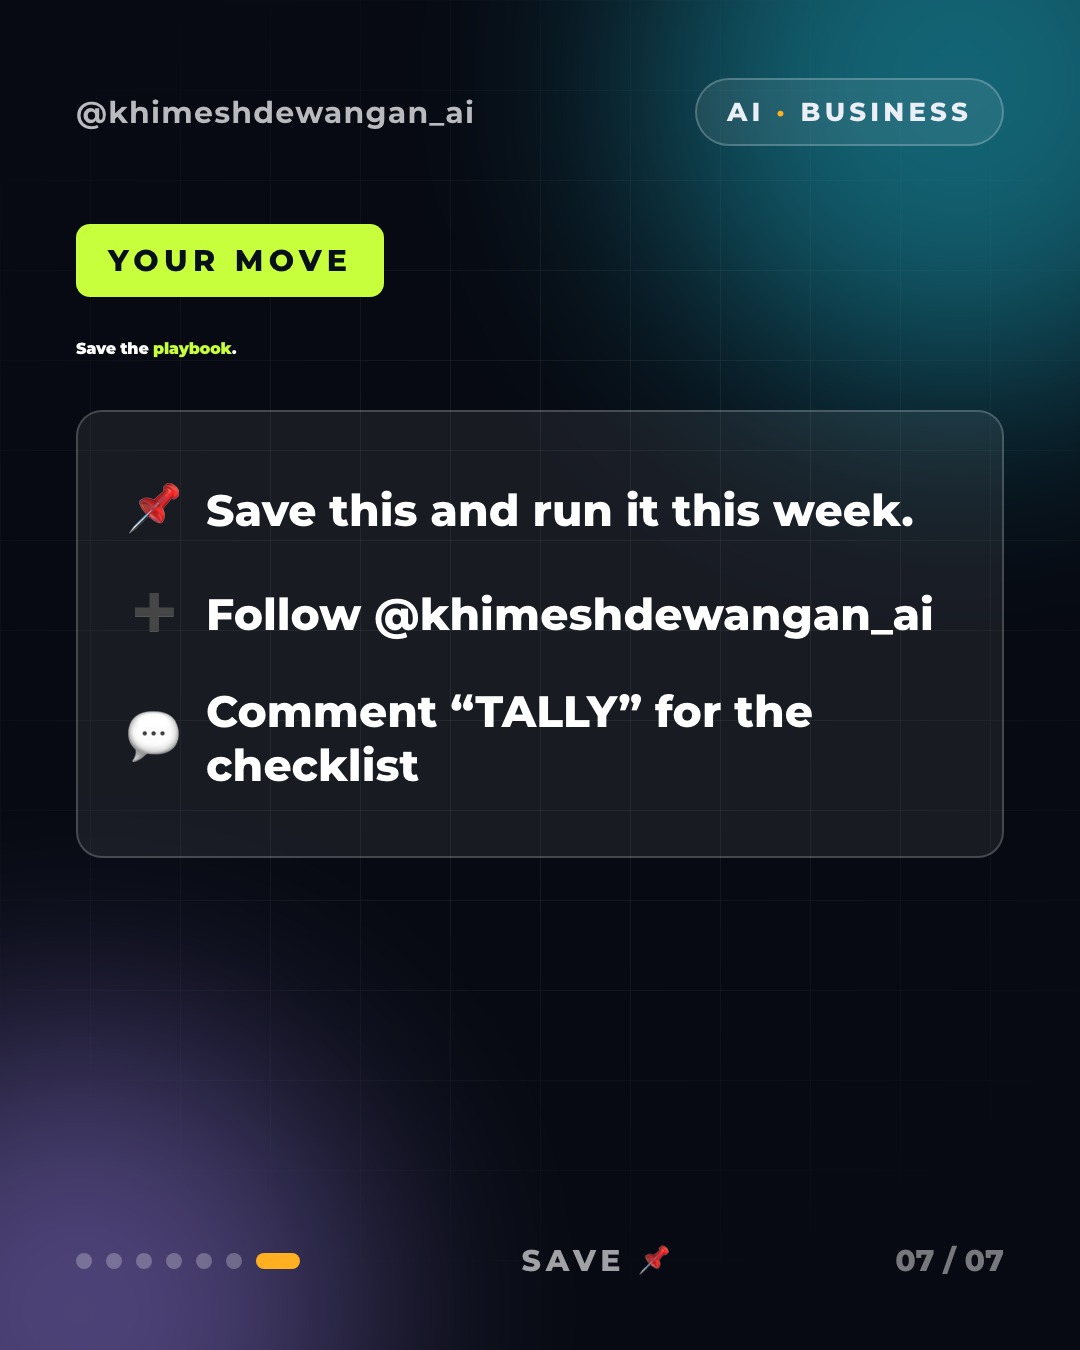 @khimeshdewangan_ai
AI · BUSINESS
YOUR MOVE
Save the playbook.
📌 Save this and run it this week.
➕ Follow @khimeshdewangan_ai
💬 Comment “TALLY” for the
checklist
SAVE 📌
07 / 07